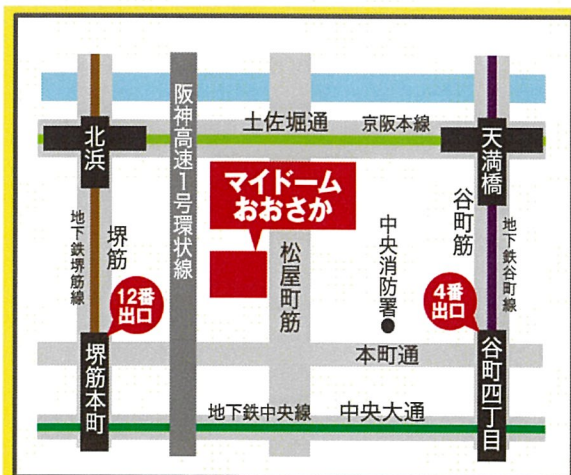 北浜
阪神高速1号環状線
土佐堀通
京阪本線
天満橋
マイドーム
おおさか
地下鉄堺筋線
堺筋
12番
出口
松屋町筋
中央消防署
谷町筋
地下鉄谷町線
4番
出口
堺筋本町
本町通
谷町四丁目
地下鉄中央線
中央大通